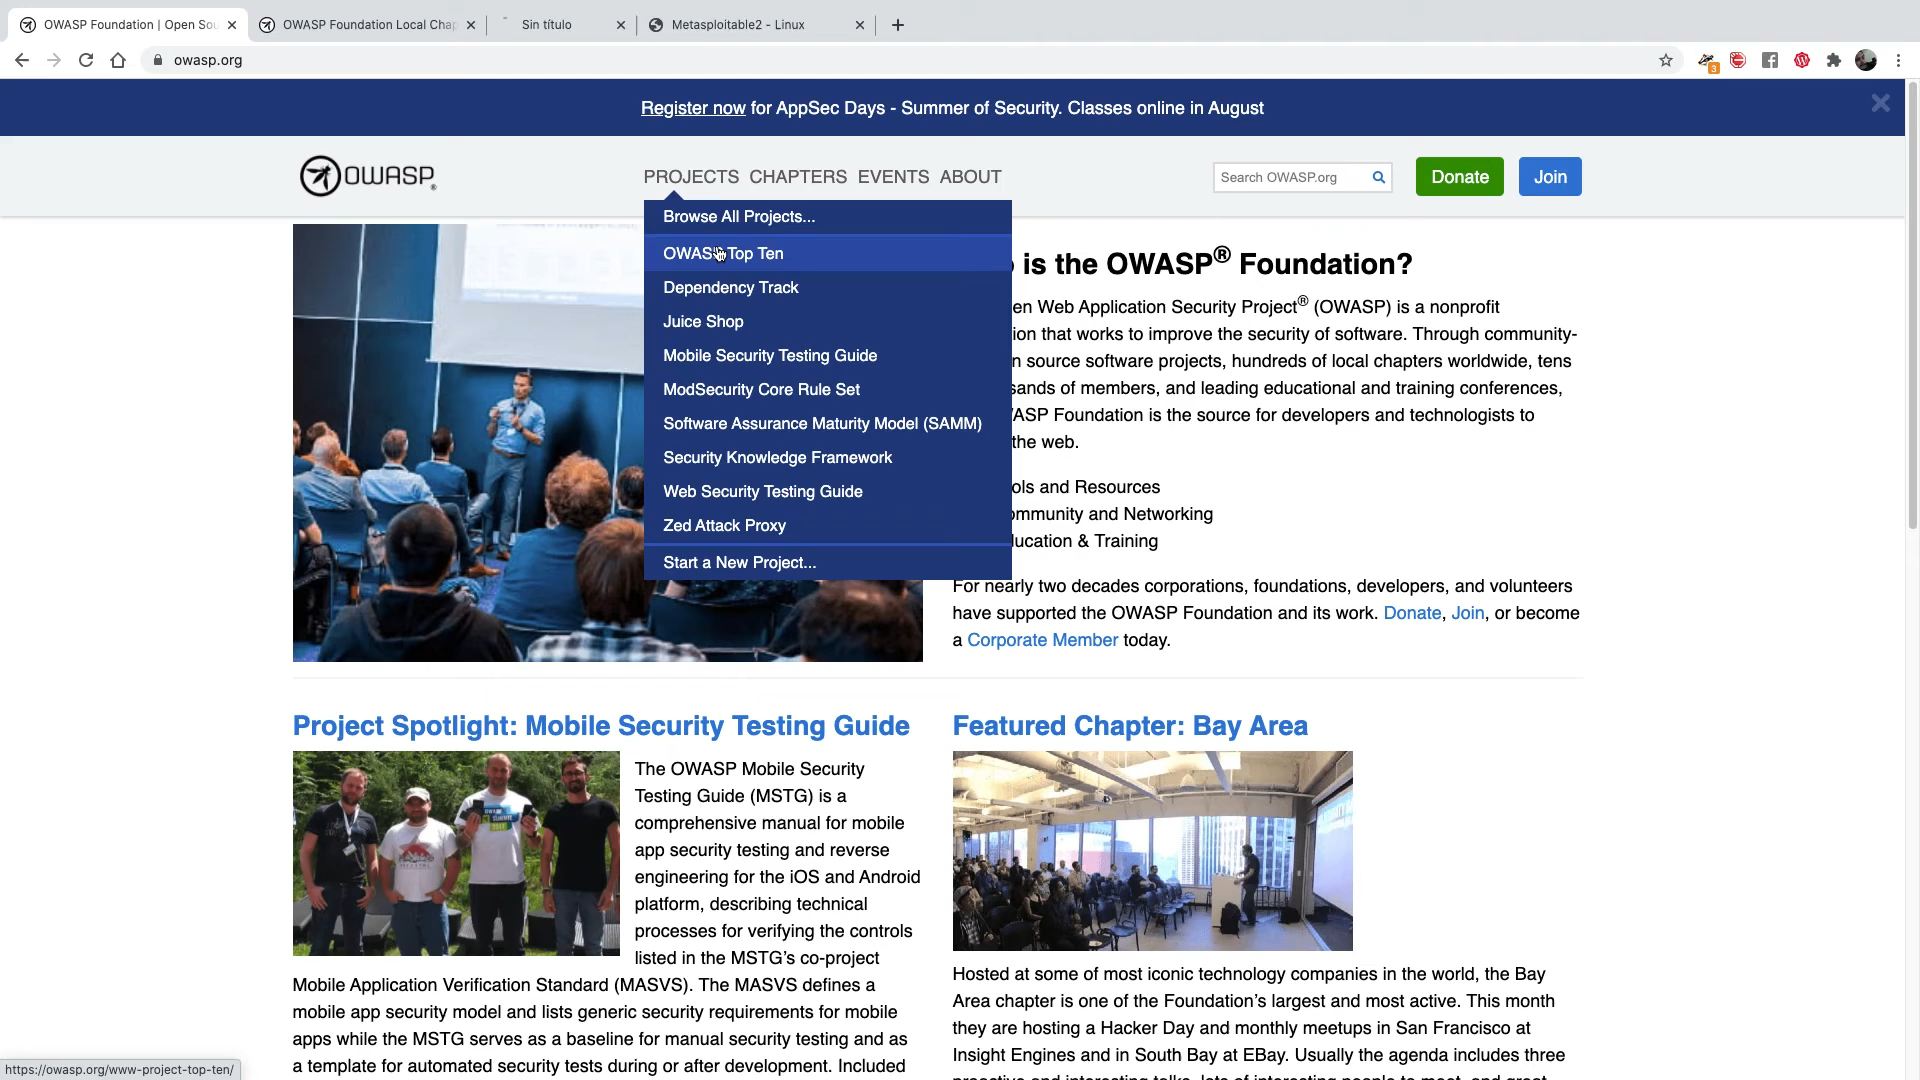 OWASP Foundation | Open Sou
OWASP Foundation Local Chap
Sin título
Metasploitable2 - Linux
owasp.org
3
Register now for AppSec Days - Summer of Security. Classes online in August
OWASP
PROJECTS CHAPTERS EVENTS ABOUT
Search OWASP.org
Donate
Join
Browse All Projects...
OWASP Top Ten
Dependency Track
Juice Shop
Mobile Security Testing Guide
ModSecurity Core Rule Set
Software Assurance Maturity Model (SAMM)
Security Knowledge Framework
Web Security Testing Guide
Zed Attack Proxy
Start a New Project...
is the OWASP® Foundation?
en Web Application Security Project® (OWASP) is a nonprofit
ion that works to improve the security of software. Through community-
n source software projects, hundreds of local chapters worldwide, tens
sands of members, and leading educational and training conferences,
ASP Foundation is the source for developers and technologists to
the web.
ols and Resources
ommunity and Networking
ucation & Training
For nearly two decades corporations, foundations, developers, and volunteers
have supported the OWASP Foundation and its work. Donate, Join, or become
a Corporate Member today.
Project Spotlight: Mobile Security Testing Guide
The OWASP Mobile Security
Testing Guide (MSTG) is a
comprehensive manual for mobile
app security testing and reverse
engineering for the iOS and Android
platform, describing technical
processes for verifying the controls
listed in the MSTG's co-project
Mobile Application Verification Standard (MASVS). The MASVS defines a
mobile app security model and lists generic security requirements for mobile
apps while the MSTG serves as a baseline for manual security testing and as
a template for automated security tests during or after development. Included
Featured Chapter: Bay Area
Hosted at some of most iconic technology companies in the world, the Bay
Area chapter is one of the Foundation's largest and most active. This month
they are hosting a Hacker Day and monthly meetups in San Francisco at
Insight Engines and in South Bay at EBay. Usually the agenda includes three
https://owasp.org/www-project-top-ten/